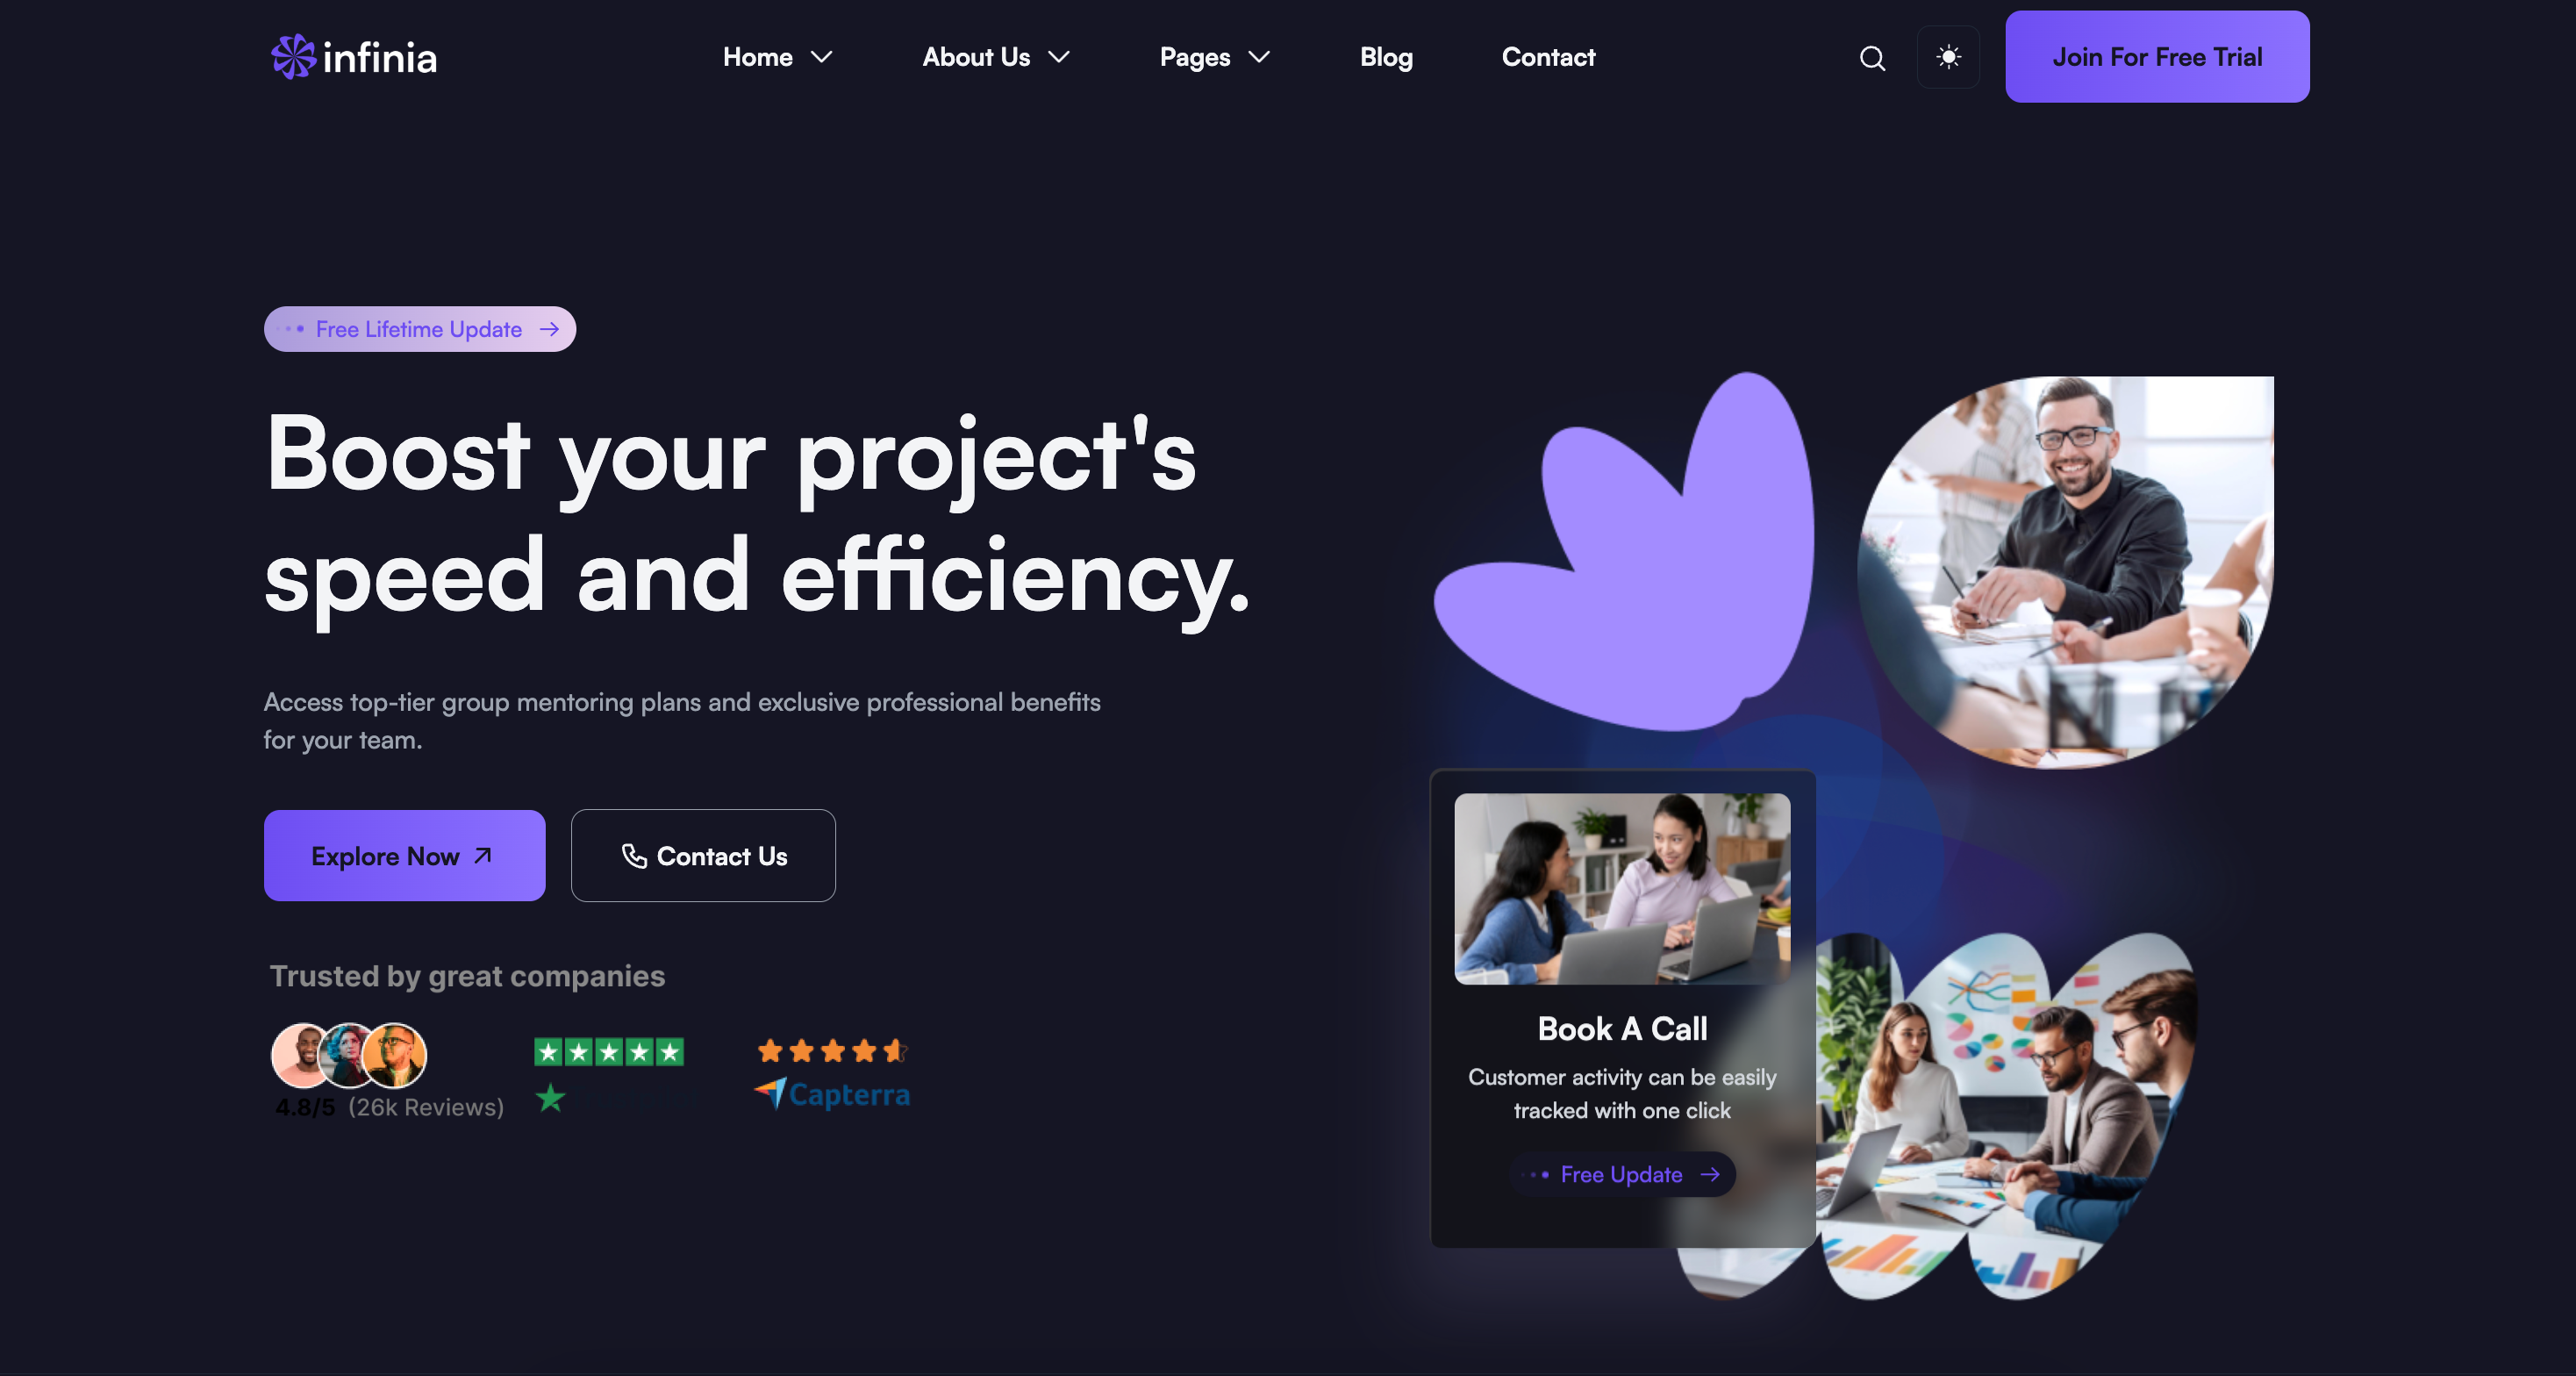 infinia
Home
About Us
Pages
Blog
Contact
Join For Free Trial
Free Lifetime Update
Boost your project's
speed and efficiency.
Access top-tier group mentoring plans and exclusive professional benefits
for your team.
Explore Now
Contact Us
Trusted by great companies
4.8/5 (26k Reviews)
Capterra
Book A Call
Customer activity can be easily
tracked with one click
Free Update